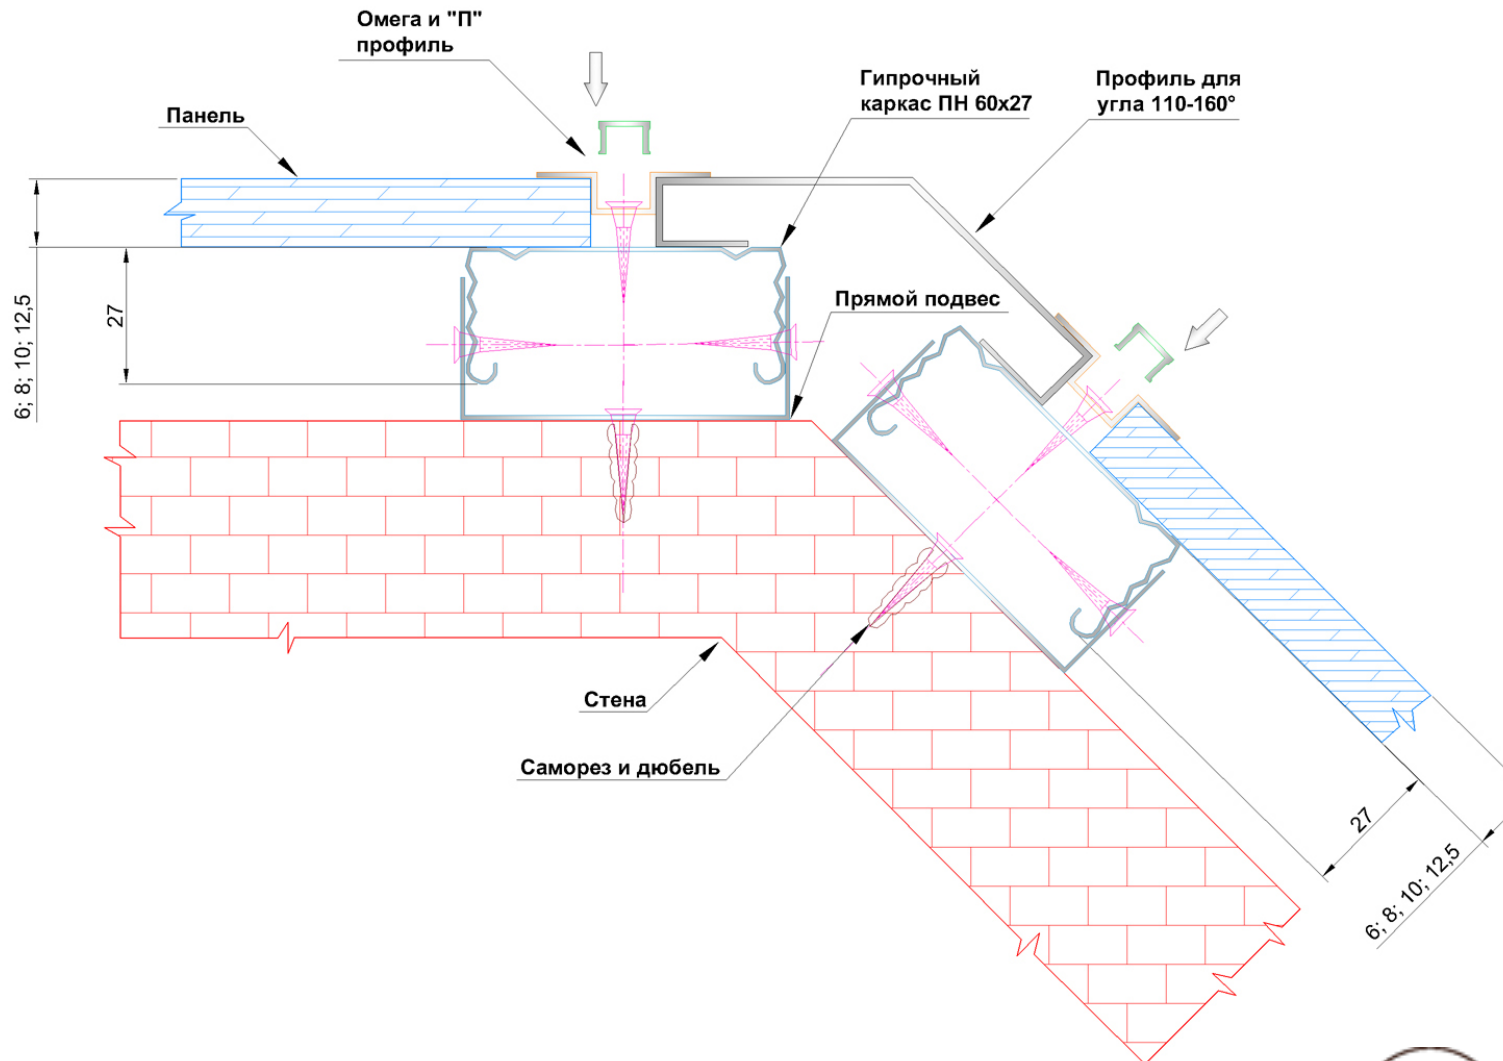 Омега и "П"
профиль
Гипрочный
каркас ПН 60х27
Профиль для
угла 110-160°
Панель
Прямой подвес
27
6; 8; 10; 12,5
Стена
Саморез и дюбель
27
6; 8; 10; 12,5